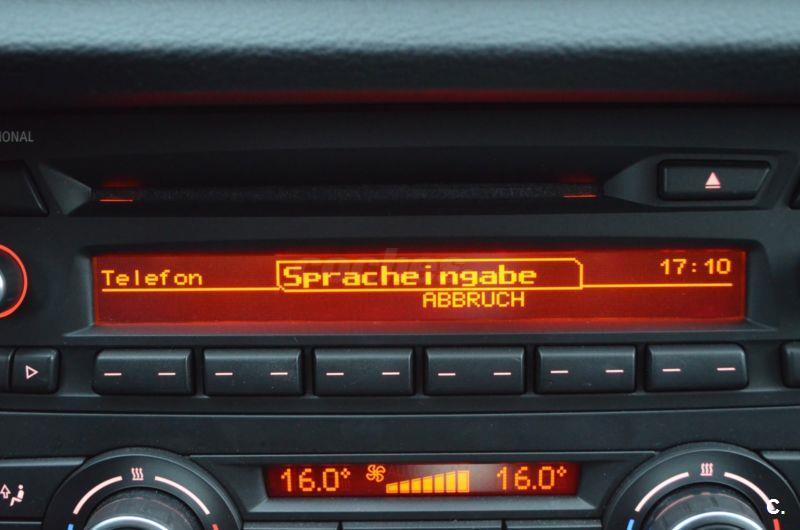 IONAL
Telefon Spracheingabe 17:10
ABBRUCH
16.0° 16.0°
c.